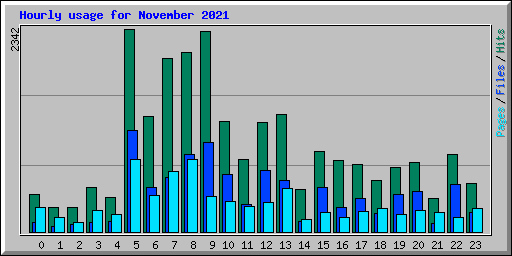 Hourly usage for November 2021
2342
Pages / Files / Hits
0 1 2 3 4 5 6 7 8 9 10 11 12 13 14 15 16 17 18 19 20 21 22 23